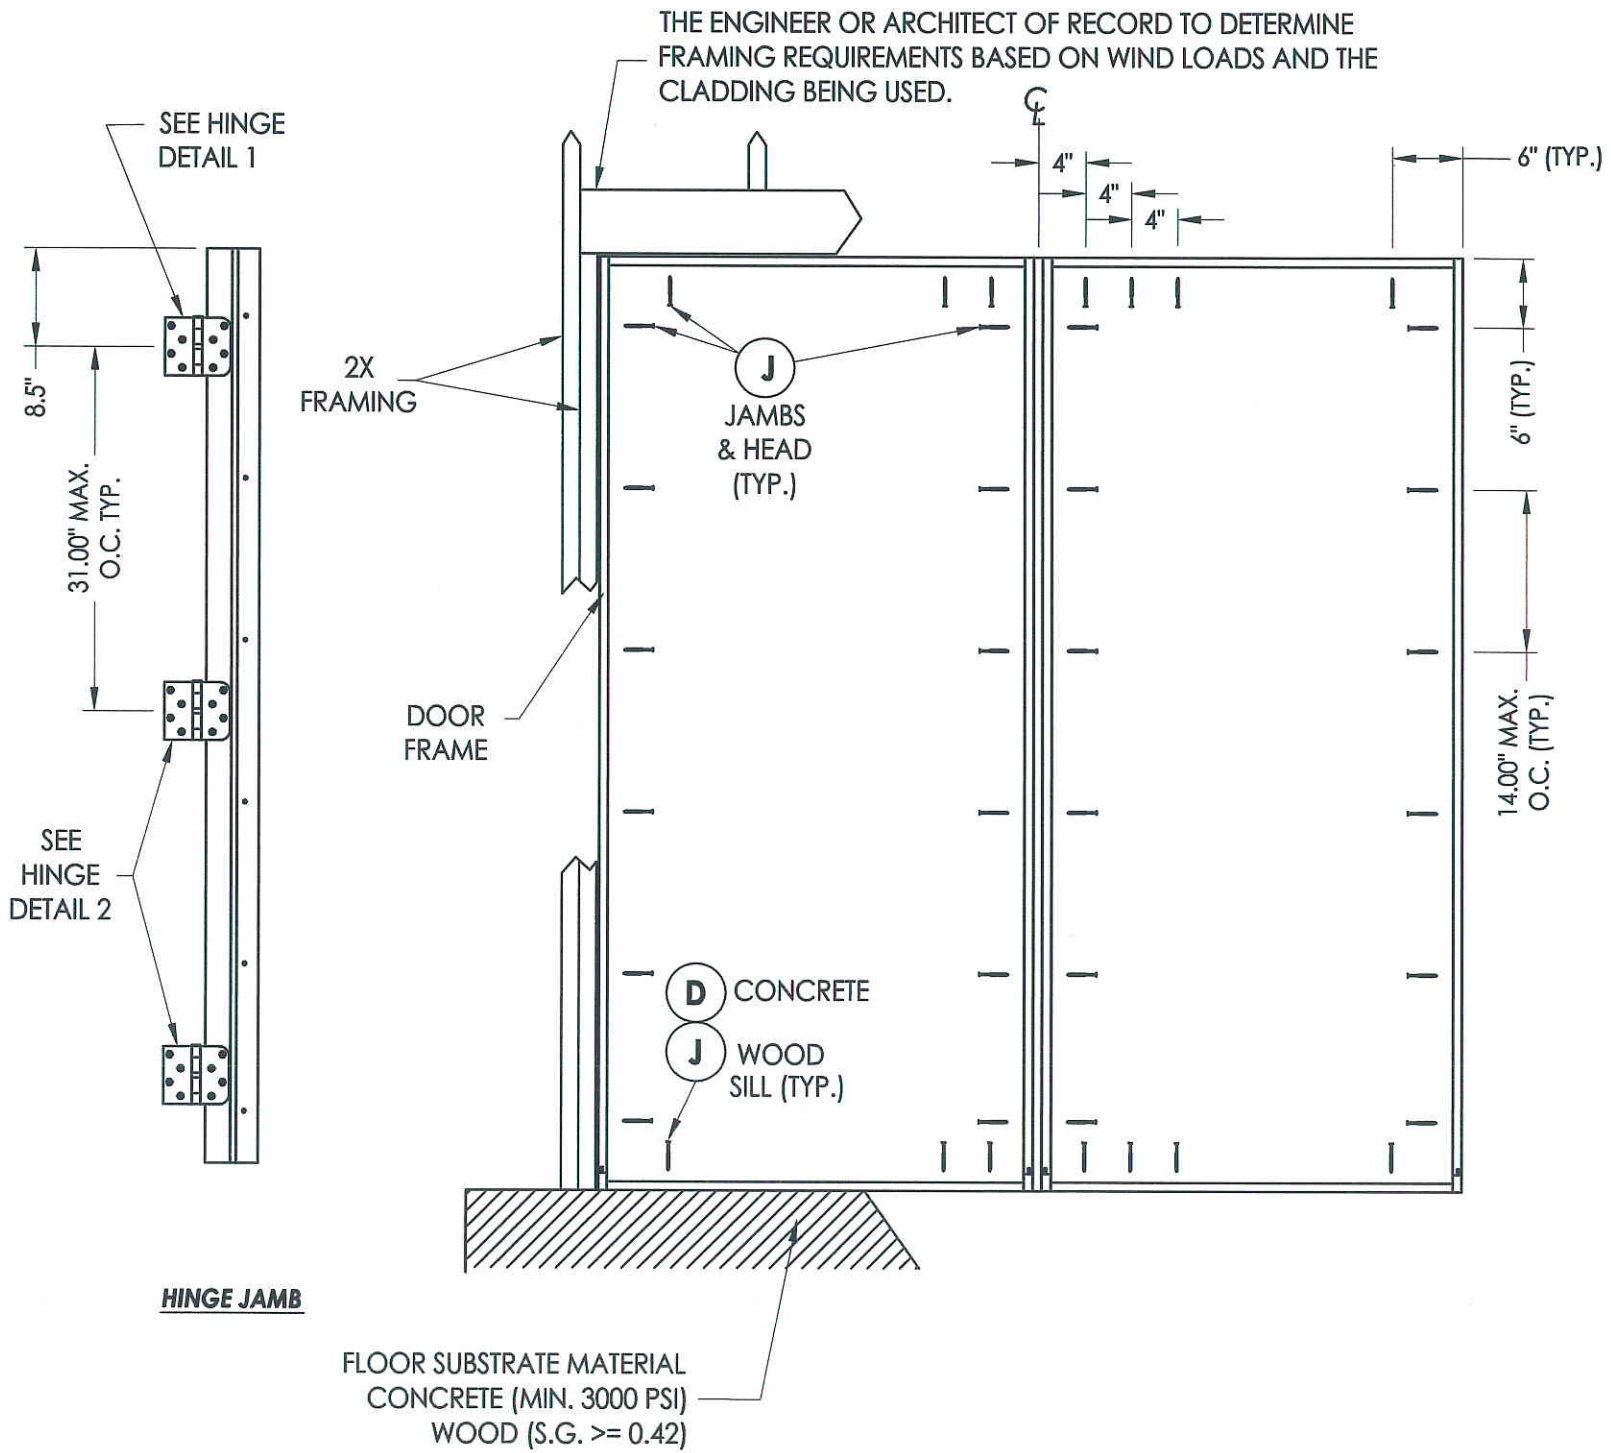 THE ENGINEER OR ARCHITECT OF RECORD TO DETERMINE
FRAMING REQUIREMENTS BASED ON WIND LOADS AND THE
CLADDING BEING USED.
SEE HINGE
DETAIL 1
℄
4"
4"
4"
6" (TYP.)
8.5"
31.00" MAX.
O.C. TYP.
2X
FRAMING
J
JAMBS
& HEAD
(TYP.)
6" (TYP.)
14.00" MAX.
O.C. (TYP.)
DOOR
FRAME
SEE
HINGE
DETAIL 2
D CONCRETE
J WOOD
SILL (TYP.)
HINGE JAMB
FLOOR SUBSTRATE MATERIAL
CONCRETE (MIN. 3000 PSI)
WOOD (S.G. >= 0.42)